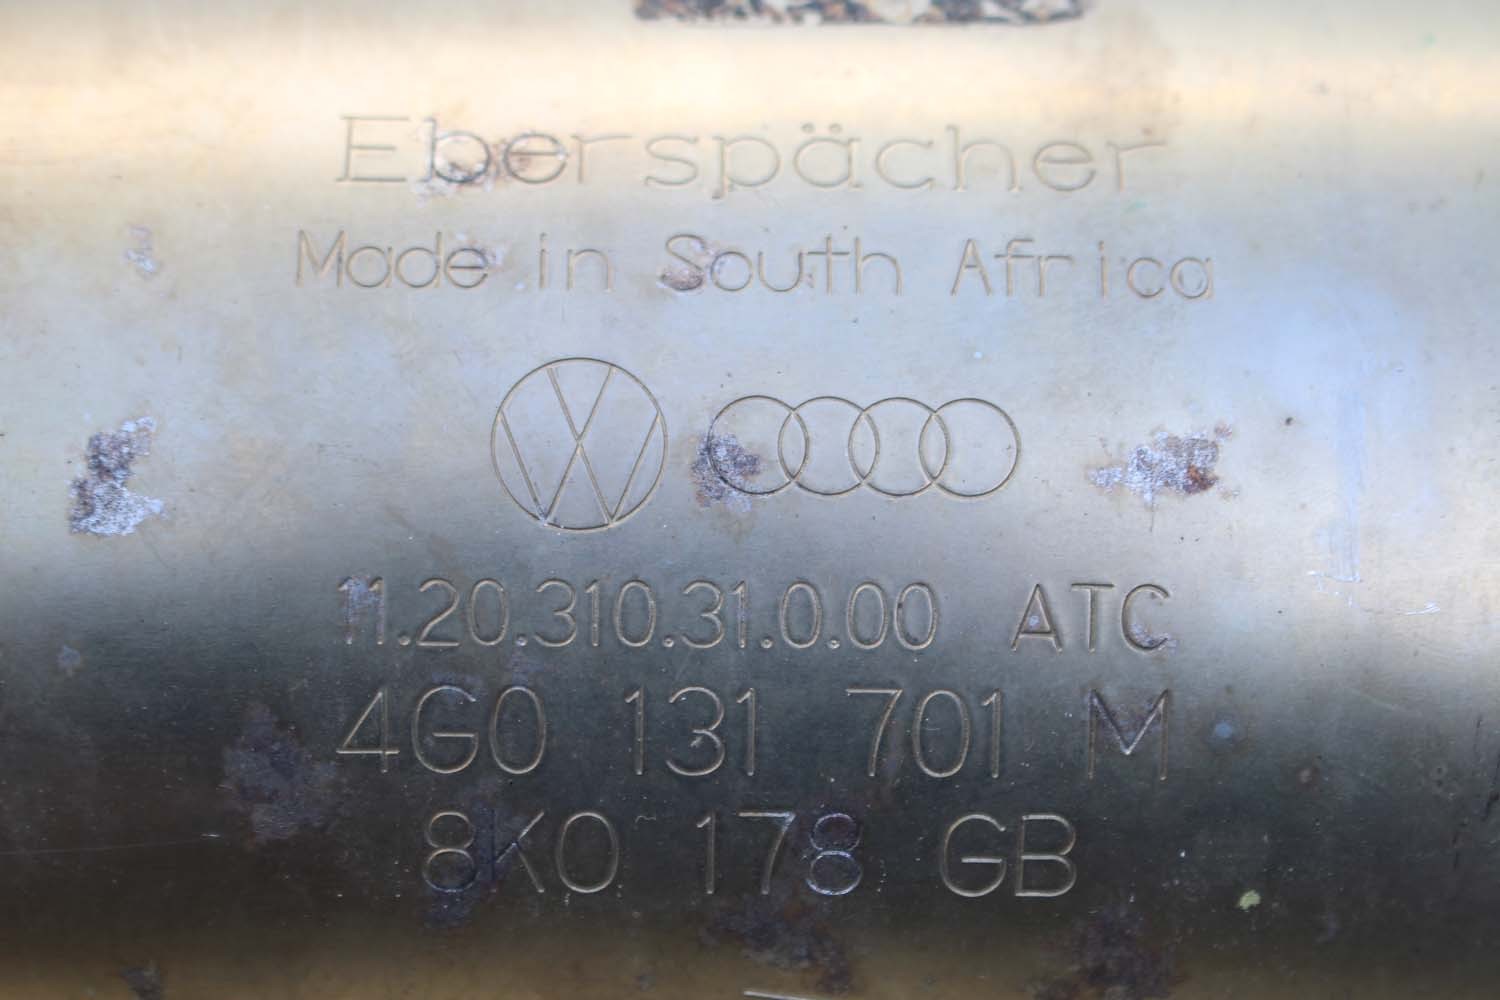 Eberspächer
Made in South Africa
11.20.310.31.0.00 ATC
4G0 131 701 M
8K0 178 GB